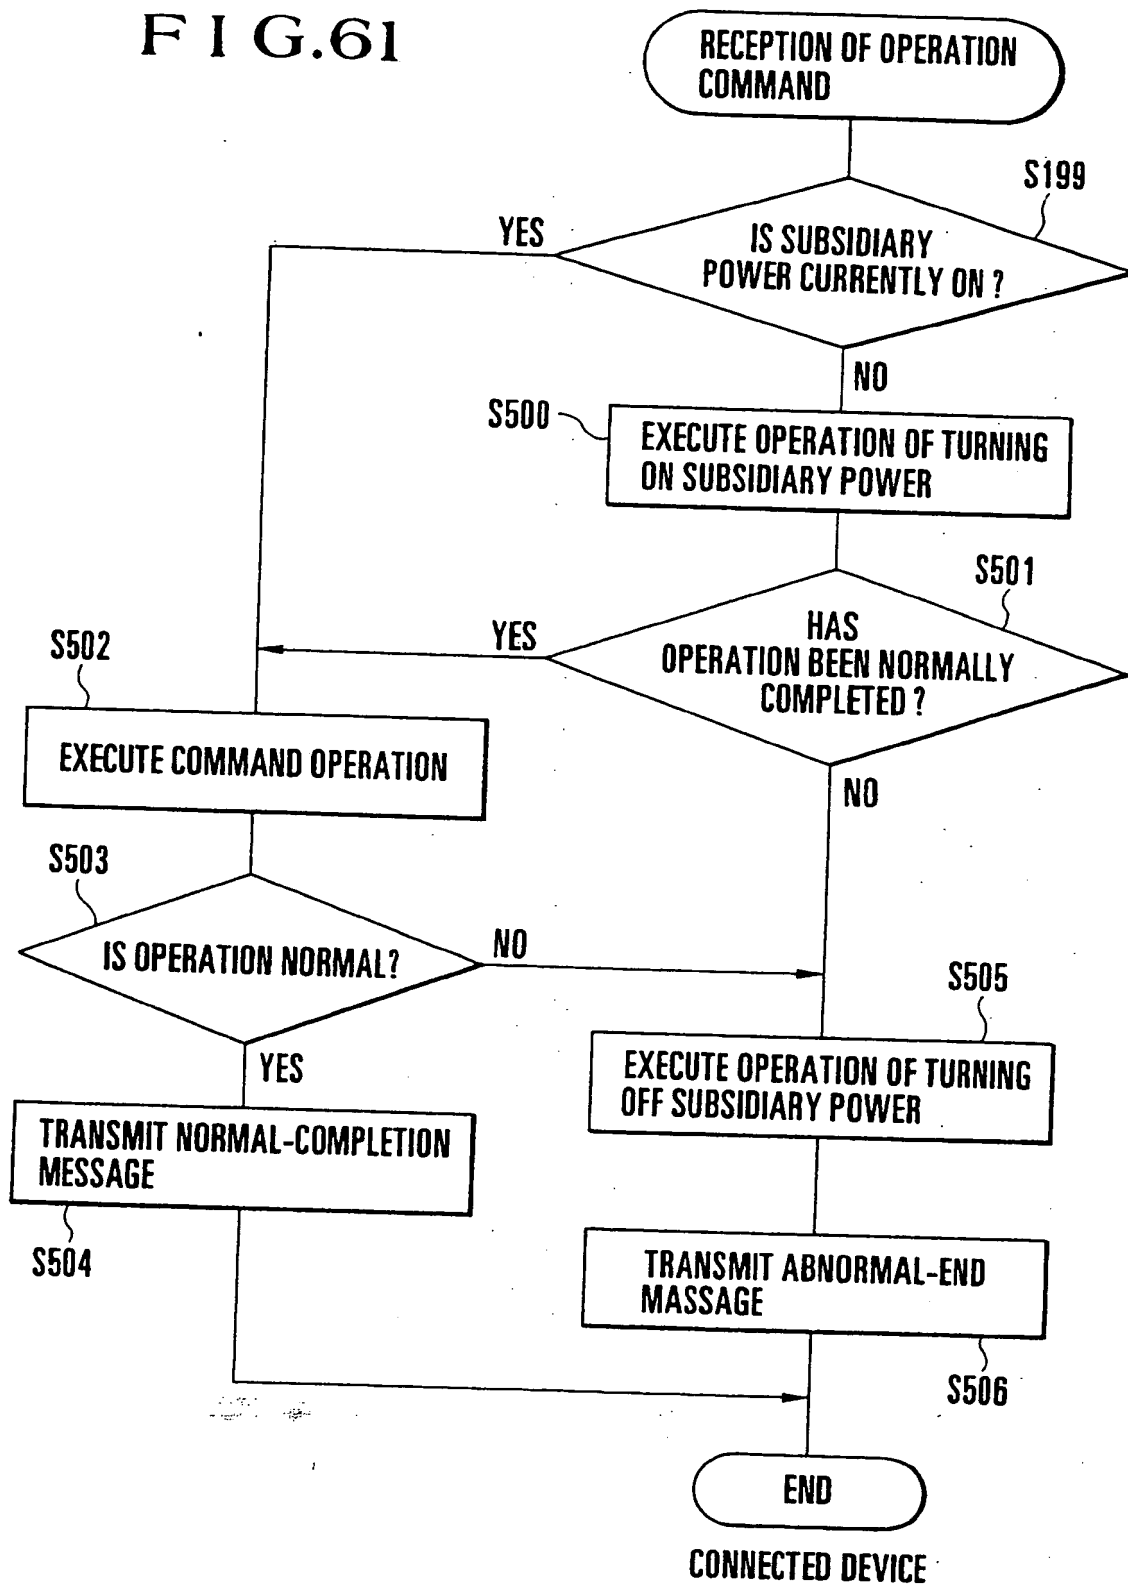 FIG.61
RECEPTION OF OPERATION
COMMAND
S199
YES
IS SUBSIDIARY
POWER CURRENTLY ON ?
NO
S500
EXECUTE OPERATION OF TURNING
ON SUBSIDIARY POWER
S501
YES
HAS
OPERATION BEEN NORMALLY
COMPLETED ?
S502
EXECUTE COMMAND OPERATION
NO
S503
IS OPERATION NORMAL?
NO
S505
YES
EXECUTE OPERATION OF TURNING
OFF SUBSIDIARY POWER
TRANSMIT NORMAL-COMPLETION
MESSAGE
S504
TRANSMIT ABNORMAL-END
MASSAGE
S506
END
CONNECTED DEVICE